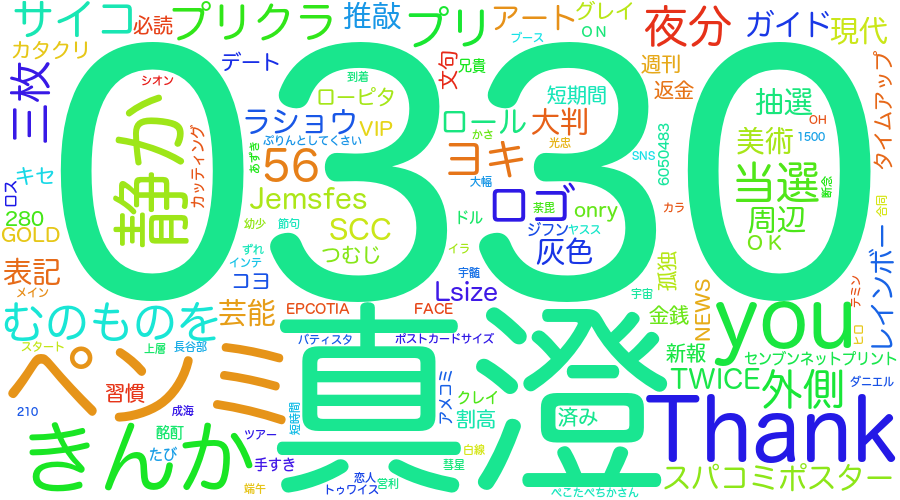 サイコ
必読
プリクラ
推敲
プリ
アート
グレイ
ON
ブース
夜分
ガイド
現代
カタクリ
デート
文句
兄貴
週刊
返金
タイムアップ
三枚
シオン
到着
ローピタ
短期間
抽選
OH
0330
静か
カッティング
ラショウ
VIP
ロール
大判
美術
1500
ぷりんとしてくさい
かさ
光忠
SNS
6050483
あずき
56
ヨキ
キセ
ロス
大幅
当選
断念
280
Jemsfes
ロゴ
荼毘
onry
カラ
周辺
合同
GOLD
幼少
節句
SCC
ドル
ジフン
ヤスス
OK
ずれ
つむじ
イラ
灰色
レインボー
表記
インテ
コヨ
宇髄
孤独
メイン
Lsize
宇宙
テミン
NEWS
むのものを
芸能
EPCOTIA
FACE
金銭
you
ヒロ
スタート
上層
長谷部
バティスタ
ポストカードサイズ
真澄
新報
センブンネットプリント
ペンミ
習慣
アメコミ
クレイ
TWICE
外側
ダニエル
210
成海
短時間
割高
済み
Thank
きんか
酩酊
ツアー
白線
たび
手すき
彗星
恋人
営利
スパコミポスター
端午
トゥワイス
ぺこたぺちかさん